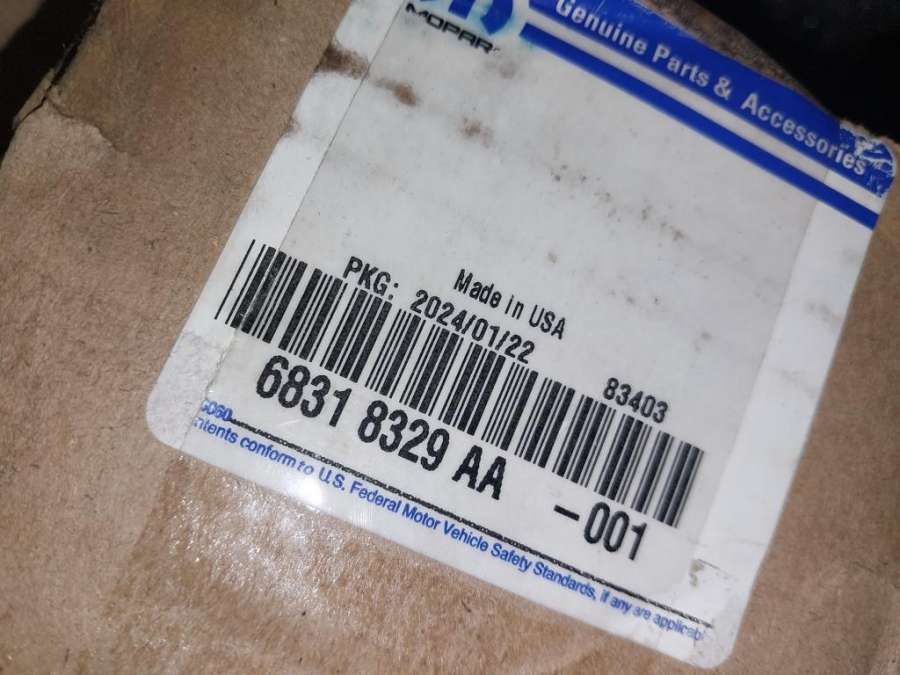 MOPAR
Genuine Parts & Accessories
Made in USA
PKG: 2024/01/22
83403
6831 8329 AA -001
ntents conform to U.S. Federal Motor Vehicle Safety Standards, if any are applicabl